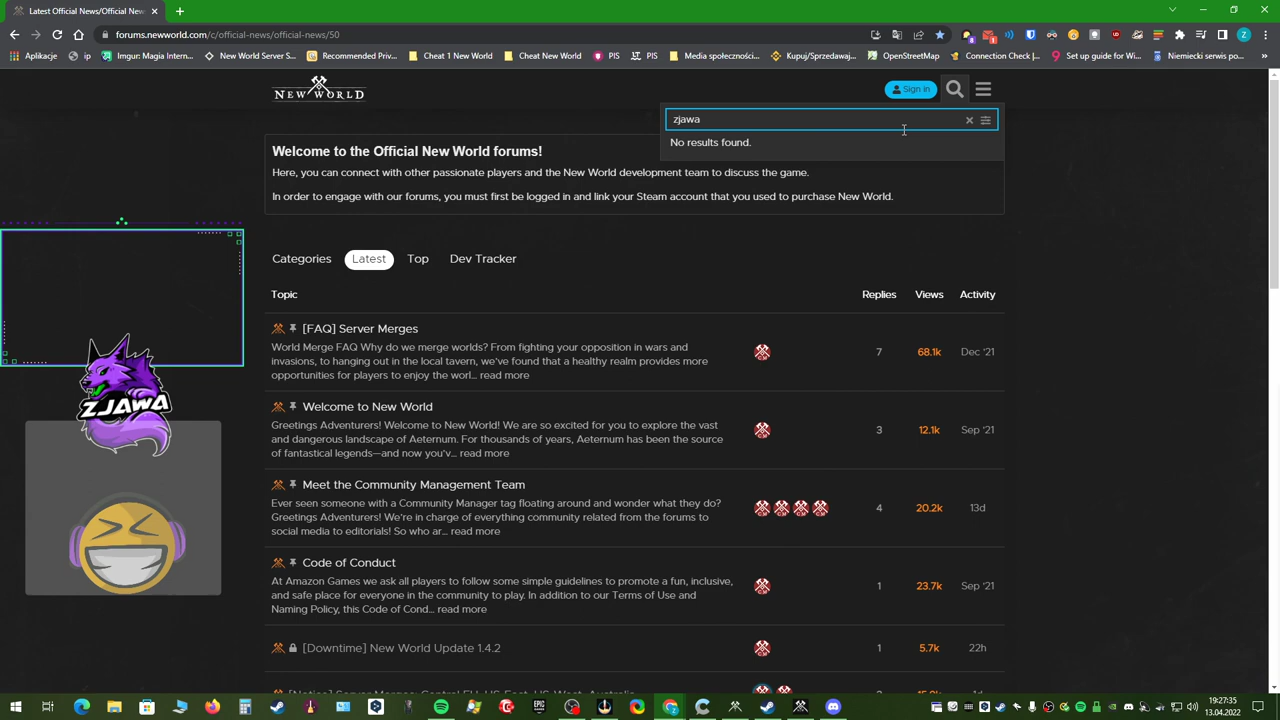 Latest Official News/Official New
forums.newworld.com/c/official-news/official-news/50
Aplikacje
ip
Imgur: Magia Intern...
New World Server S...
Recommended Priv...
Cheat 1 New World
Cheat New World
PIS
PIS
Media społeczności...
Kupuj/Sprzedawaj...
OpenStreetMap
Connection Check |...
Set up guide for Wi...
Niemiecki serwis po...
NEW WORLD
Sign in
zjawa
No results found.
Welcome to the Official New World forums!
Here, you can connect with other passionate players and the New World development team to discuss the game.
In order to engage with our forums, you must first be logged in and link your Steam account that you used to purchase New World.
Categories
Latest
Top
Dev Tracker
Topic
Replies
Views
Activity
[FAQ] Server Merges
World Merge FAQ Why do we merge worlds? From fighting your opposition in wars and
invasions, to hanging out in the local tavern, we've found that a healthy realm provides more
opportunities for players to enjoy the worl... read more
7
68.1k
Dec '21
ZJAWA
Welcome to New World
Greetings Adventurers! Welcome to New World! We are so excited for you to explore the vast
and dangerous landscape of Aeternum. For thousands of years, Aeternum has been the source
of fantastical legends—and now you'v... read more
3
12.1k
Sep '21
Meet the Community Management Team
Ever seen someone with a Community Manager tag floating around and wonder what they do?
Greetings Adventurers! We're in charge of everything community related from the forums to
social media to editorials! So who ar... read more
4
20.2k
13d
Code of Conduct
At Amazon Games we ask all players to follow some simple guidelines to promote a fun, inclusive,
and safe place for everyone in the community to play. In addition to our Terms of Use and
Naming Policy, this Code of Cond... read more
1
23.7k
Sep '21
[Downtime] New World Update 1.4.2
1
5.7k
22h
[Notice] Server Merges: Central EU, US East, US West, Australia
1d
19:27:35
13.04.2022